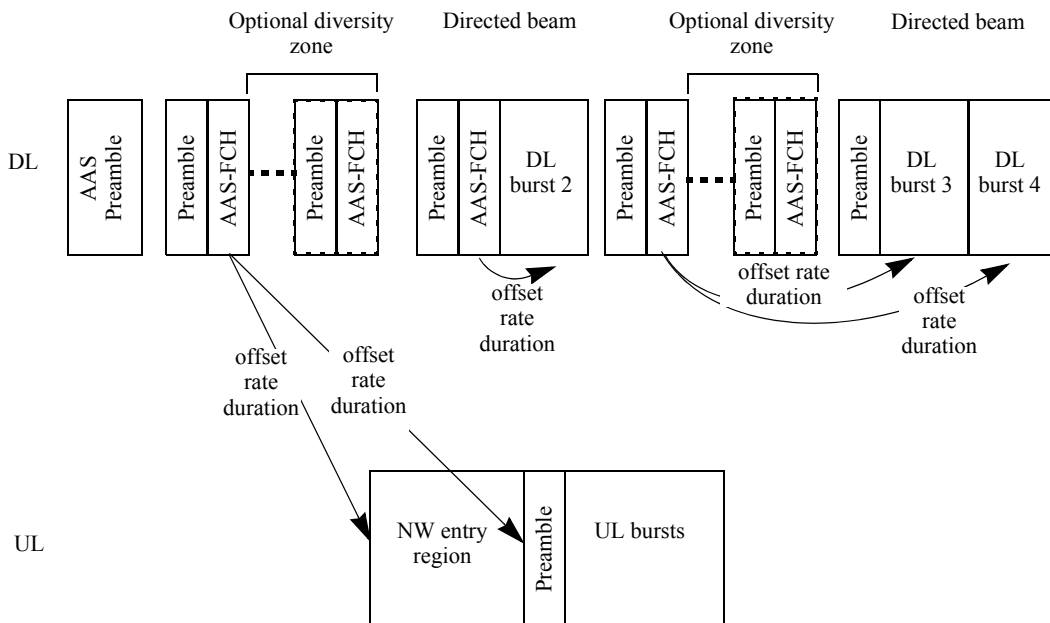 Optional diversity
zone
Directed beam
Optional diversity
zone
Directed beam
DL
AAS
Preamble
Preamble
AAS-FCH
Preamble
AAS-FCH
Preamble
AAS-FCH
DL
burst 2
Preamble
AAS-FCH
Preamble
AAS-FCH
Preamble
DL
burst 3
DL
burst 4
offset
rate
duration
offset rate
duration
offset
rate
duration
offset
rate
duration
offset
rate
duration
UL
NW entry
region
Preamble
UL bursts